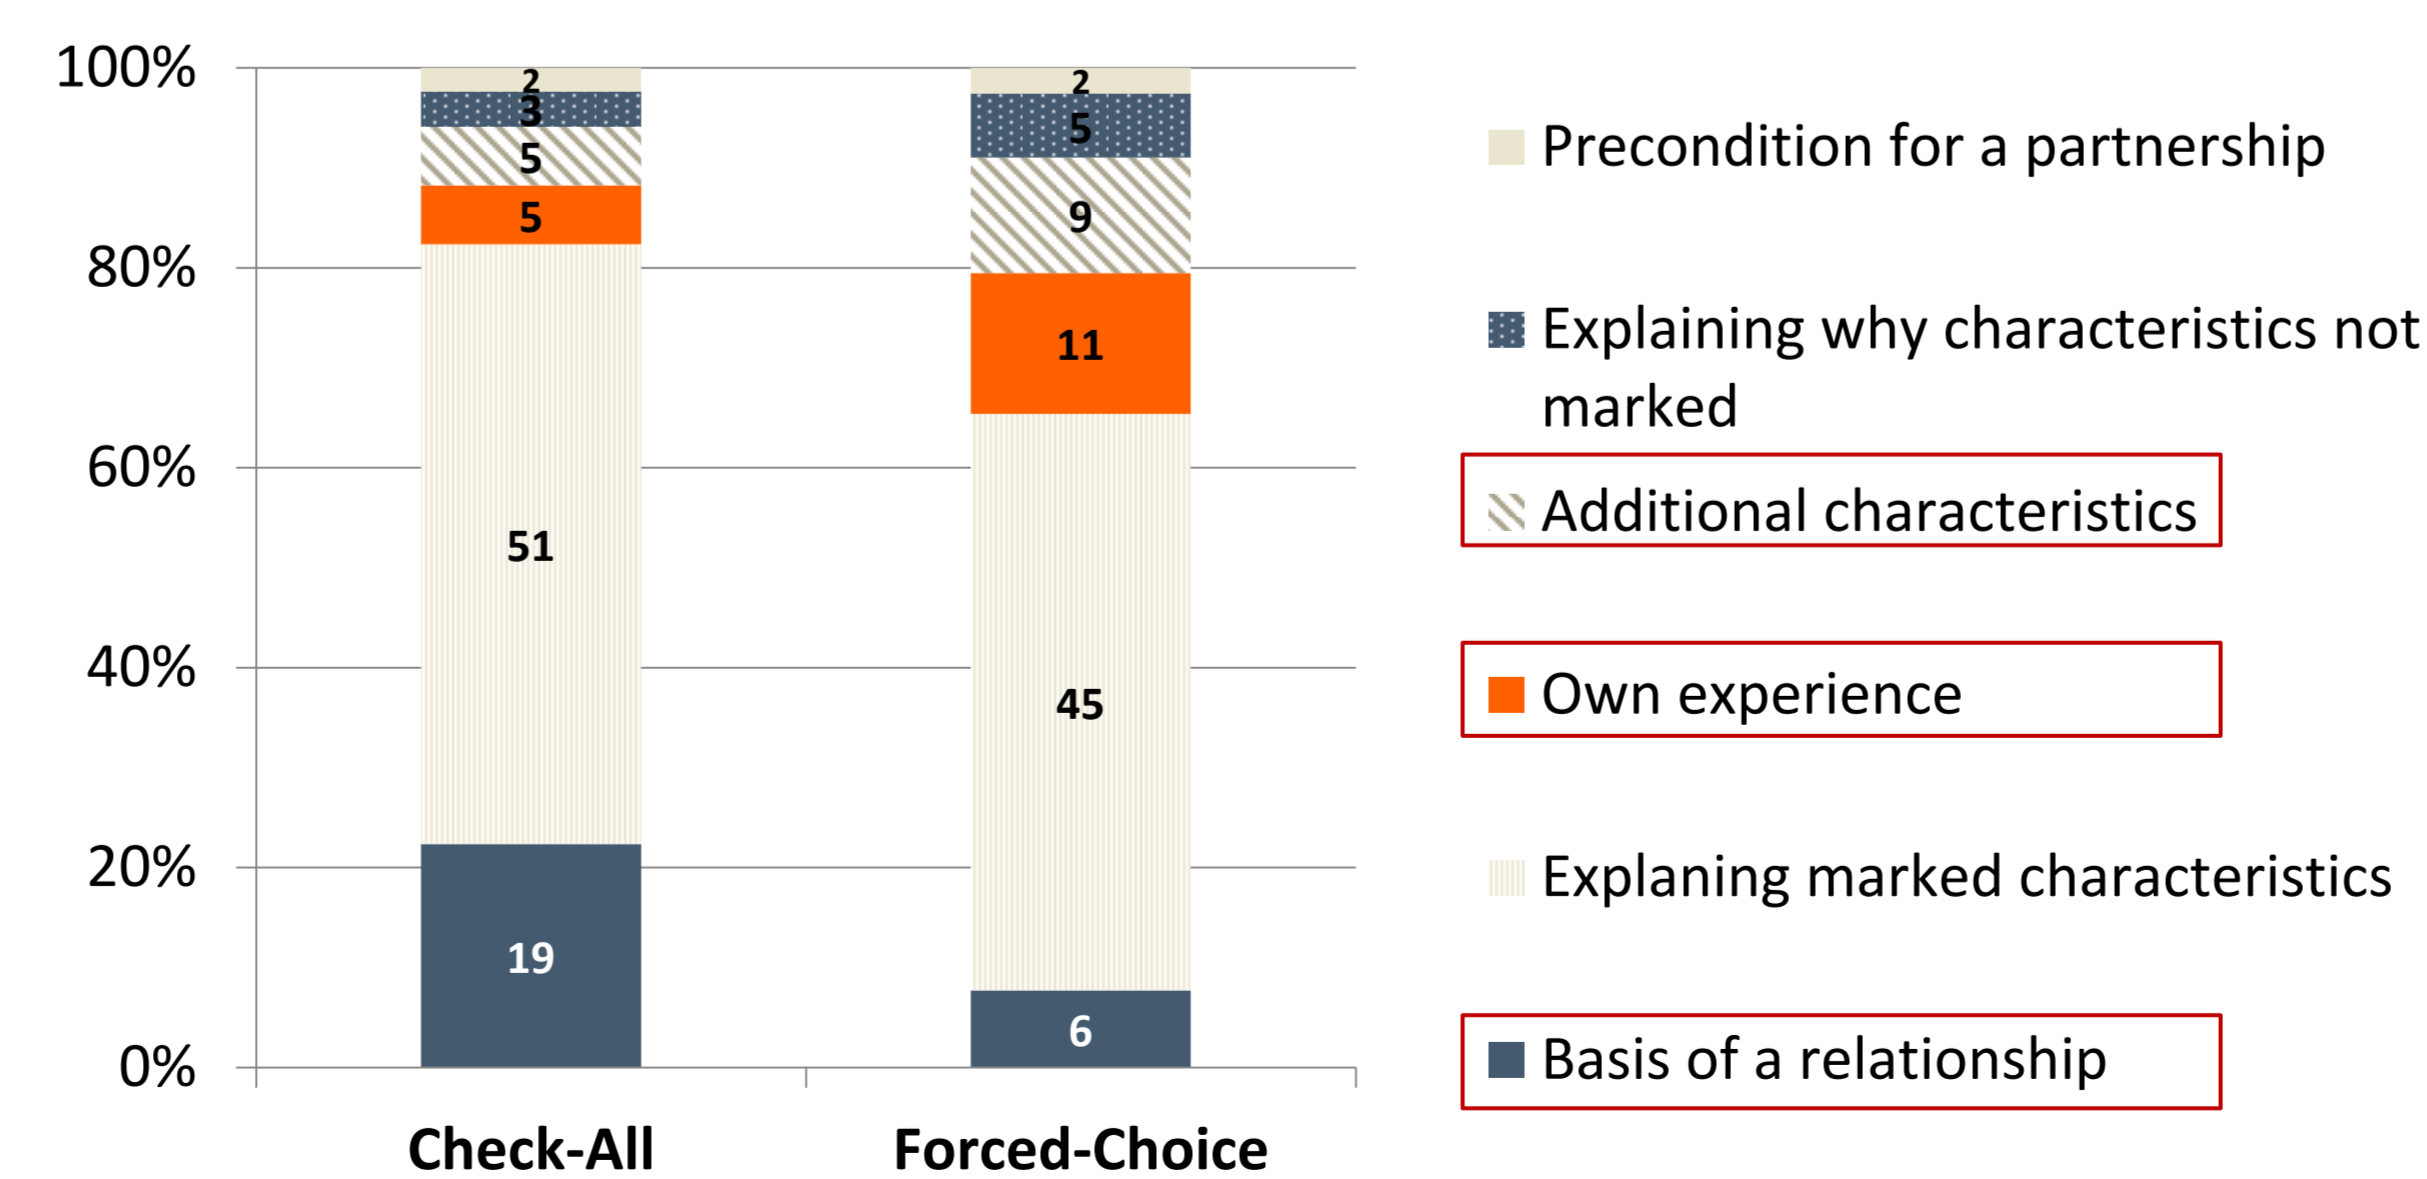 100%
80%
60%
40%
20%
0%
2
3
5
5
51
19
2
5
9
11
45
6
Check-All
Forced-Choice
Precondition for a partnership
Explaining why characteristics not
marked
Additional characteristics
Own experience
Explaning marked characteristics
Basis of a relationship